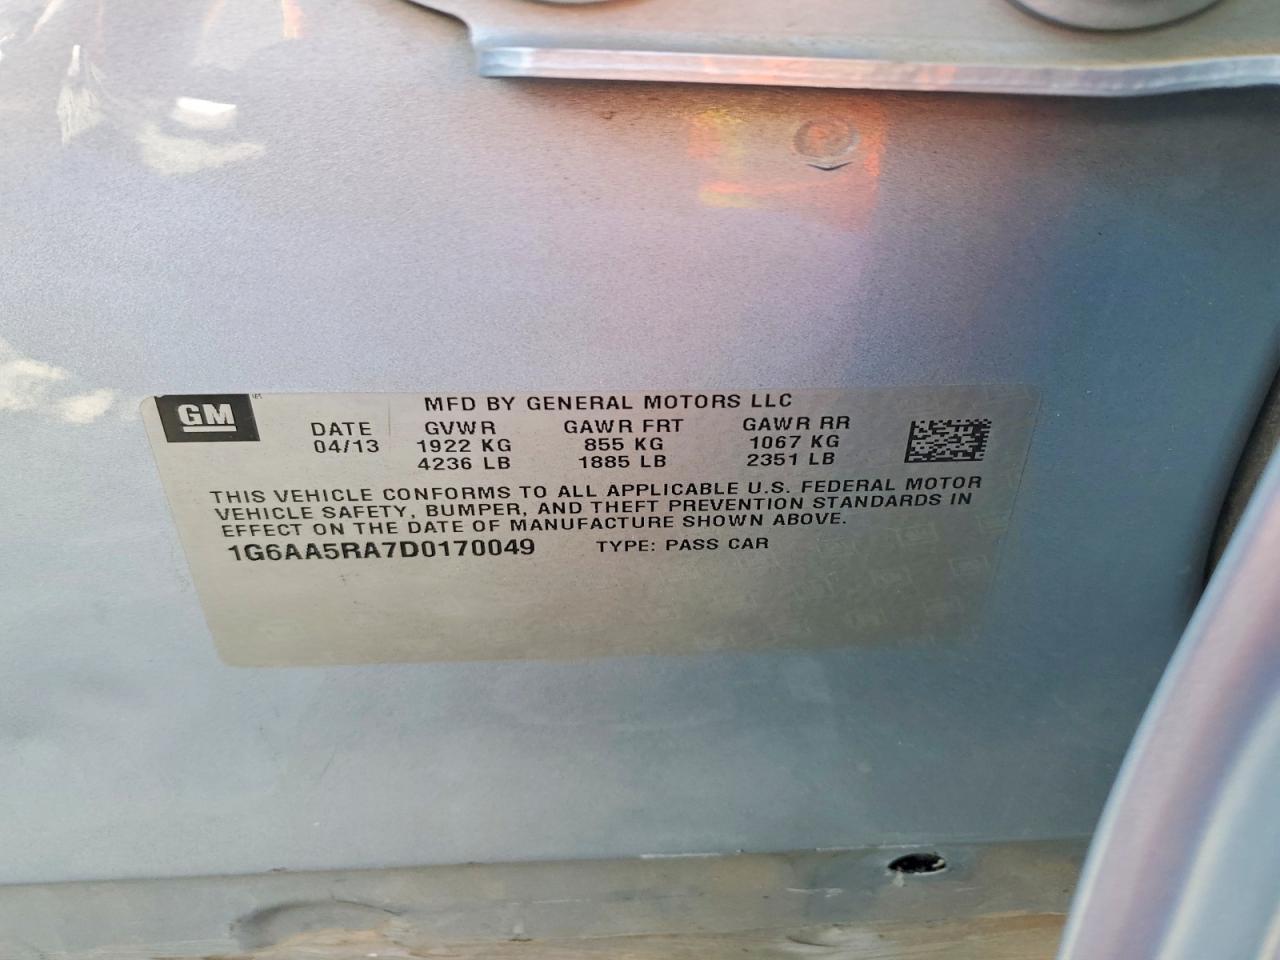 GM
MFD BY GENERAL MOTORS LLC
DATE GVWR GAWR FRT GAWR RR
04/13 1922 KG 855 KG 1067 KG
4236 LB 1885 LB 2351 LB
THIS VEHICLE CONFORMS TO ALL APPLICABLE U.S. FEDERAL MOTOR
VEHICLE SAFETY, BUMPER, AND THEFT PREVENTION STANDARDS IN
EFFECT ON THE DATE OF MANUFACTURE SHOWN ABOVE.
1G6AA5RA7D0170049 TYPE: PASS CAR